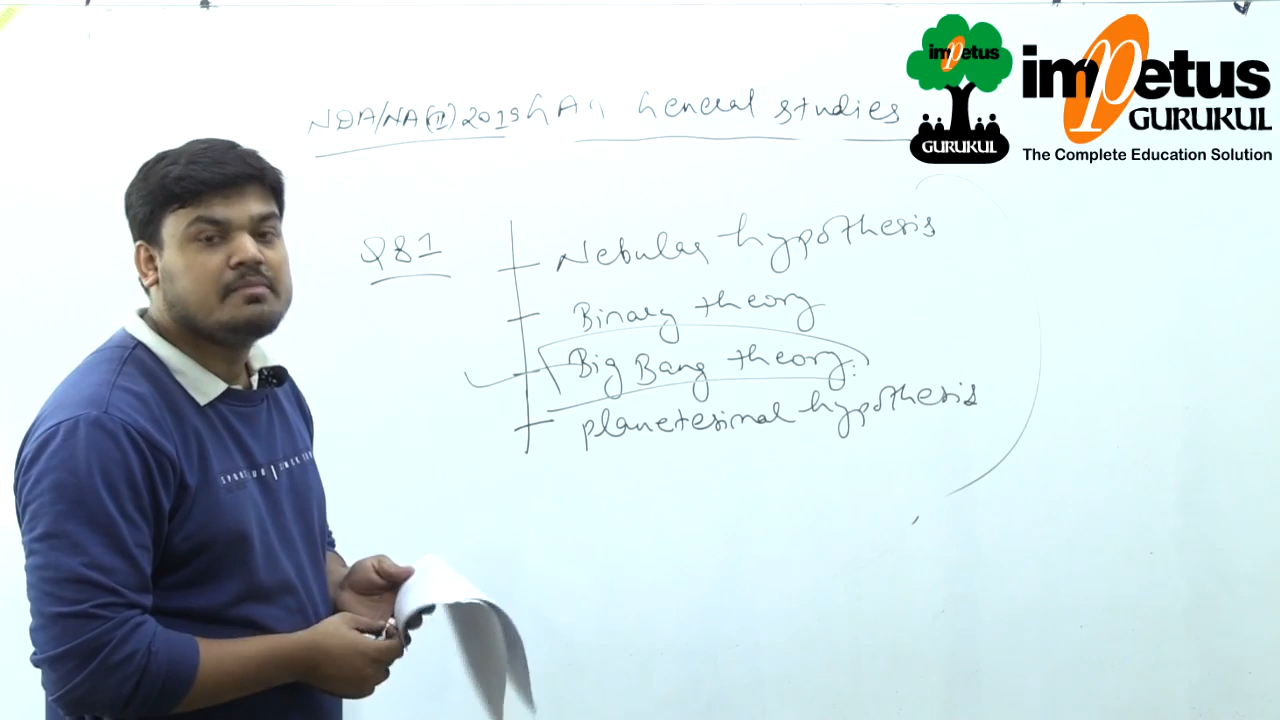 NDA/NA(II) 2019 GAT General studies
impetus
GURUKUL
impetus
GURUKUL
The Complete Education Solution
Q81
Nebular hypothesis
Binary theory
Big Bang theory
planetesimal hypothesis